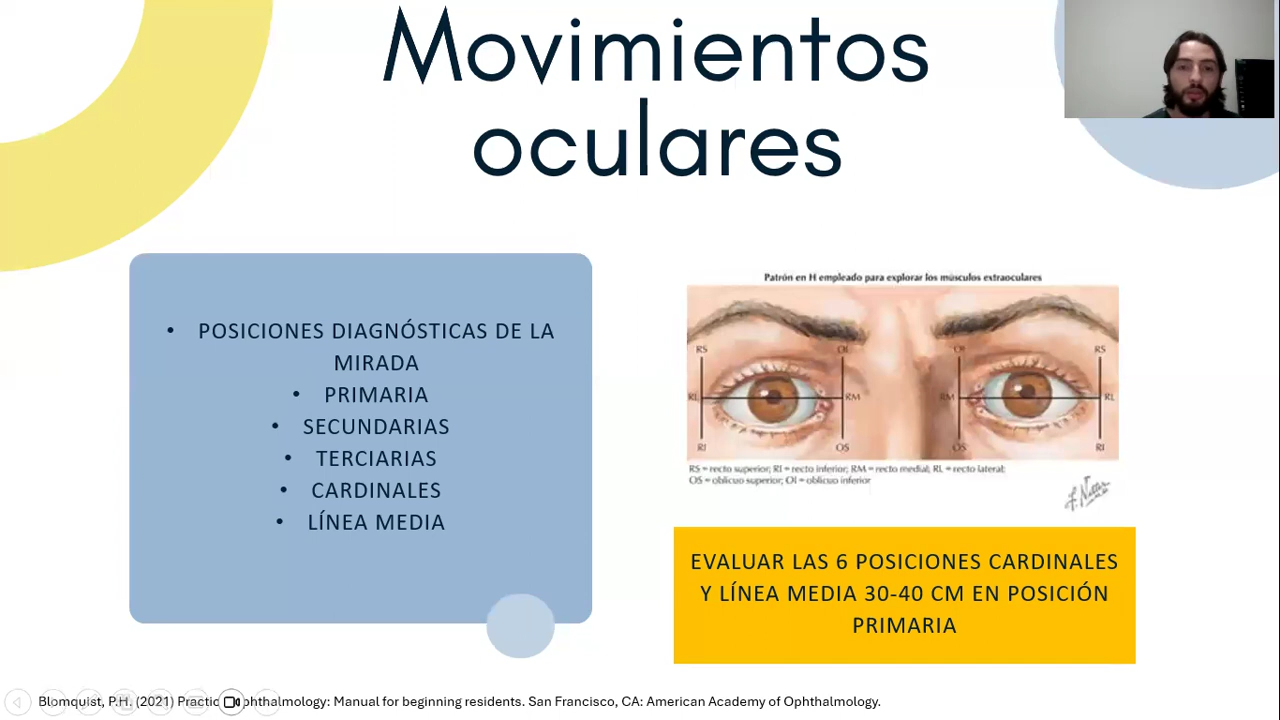 Movimientos
oculares
• POSICIONES DIAGNÓSTICAS DE LA
MIRADA
• PRIMARIA
• SECUNDARIAS
• TERCIARIAS
• CARDINALES
• LÍNEA MEDIA
Patrón en H empleado para explorar los músculos extraoculares
RS OI OI RS
RL RM RM RL
RI OS OS RI
RS = recto superior; RI = recto inferior; RM = recto medial; RL = recto lateral;
OS = oblicuo superior; OI = oblicuo inferior
F. Netter
EVALUAR LAS 6 POSICIONES CARDINALES
Y LÍNEA MEDIA 30-40 CM EN POSICIÓN
PRIMARIA
Blomquist, P.H. (2021) Practic ophthalmology: Manual for beginning residents. San Francisco, CA: American Academy of Ophthalmology.